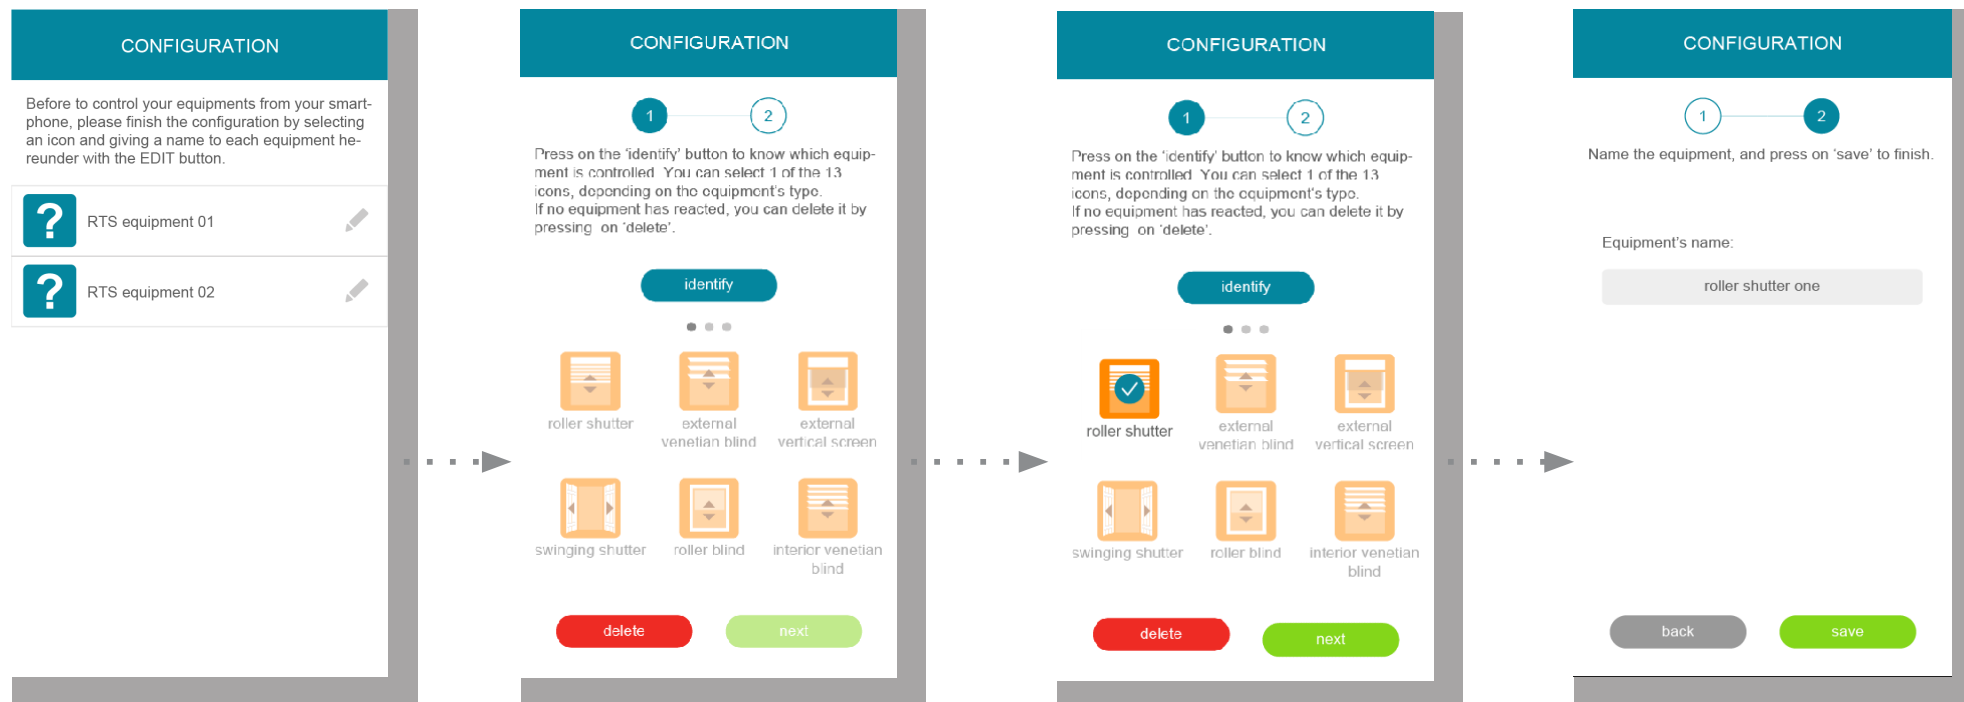 CONFIGURATION
Before to control your equipments from your smart-
phone, please finish the configuration by selecting
an icon and giving a name to each equipment he-
reunder with the EDIT button.
?
RTS equipment 01
?
RTS equipment 02
CONFIGURATION
1
2
Press on the 'identify' button to know which equip-
ment is controlled. You can select 1 of the 13
icons, depending on the equipment's type.
If no equipment has reacted, you can delete it by
pressing on 'delete'.
identify
roller shutter
external
venetian blind
external
vertical screen
swinging shutter
roller blind
interior venetian
blind
delete
next
CONFIGURATION
1
2
Press on the 'identify' button to know which equip-
ment is controlled. You can select 1 of the 13
icons, depending on the equipment's type.
If no equipment has reacted, you can delete it by
pressing on 'delete'.
identify
roller shutter
external
venetian blind
external
vertical screen
swinging shutter
roller blind
interior venetian
blind
delete
next
CONFIGURATION
1
2
Name the equipment, and press on 'save' to finish.
Equipment's name:
roller shutter one
back
save